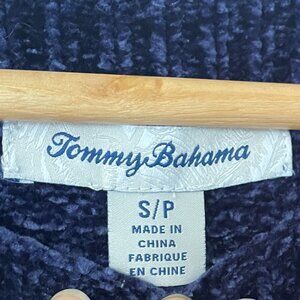 Tommy Bahama
S/P
MADE IN
CHINA
FABRIQUE
EN CHINE